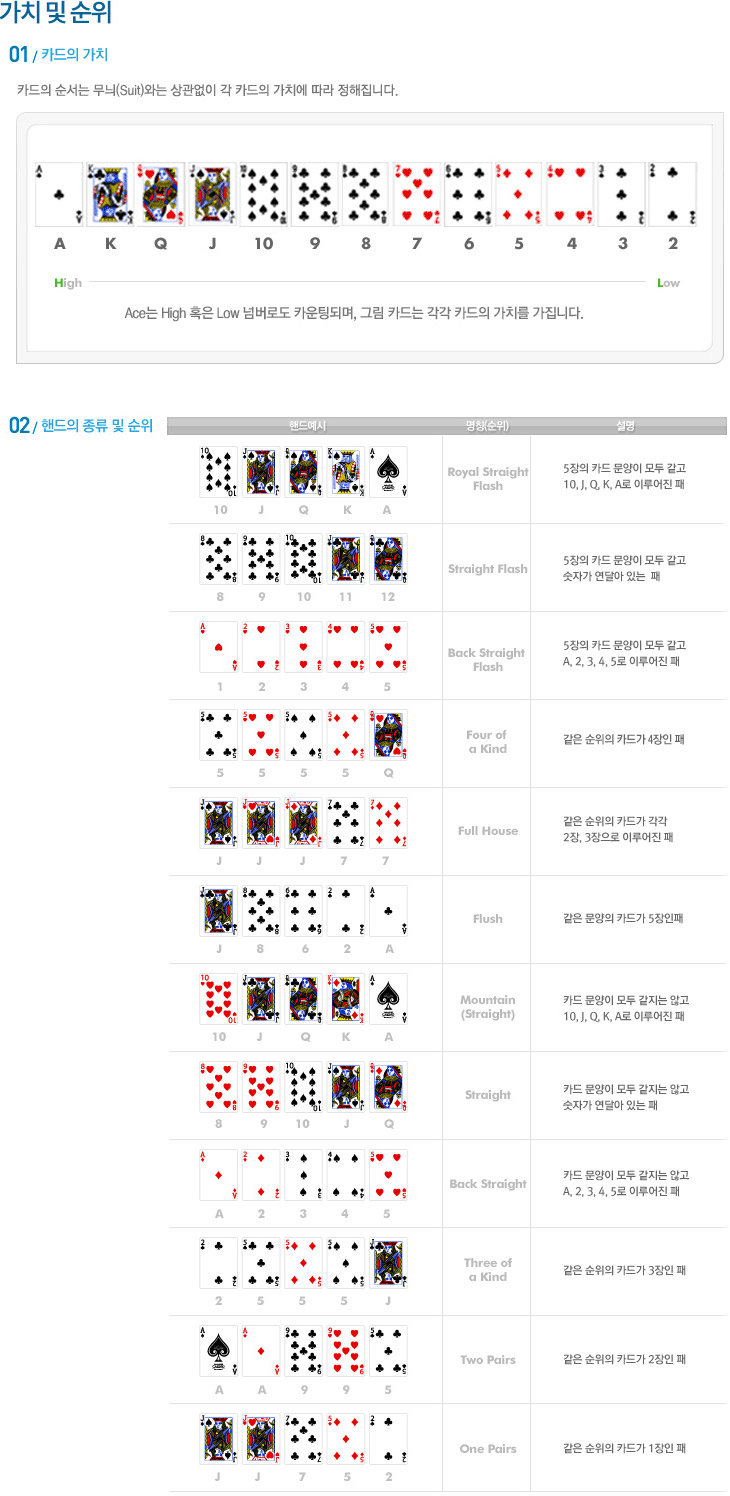 가치 및 순위
01 / 카드의 가치
카드의 순서는 무늬(Suit)와는 상관없이 각 카드의 가치에 따라 정해집니다.
A K Q J 10 9 8 7 6 5 4 3 2
High Low
Ace는 High 혹은 Low 넘버로도 카운팅되며, 그림 카드는 각각 카드의 가치를 가집니다.
02 / 핸드의 종류 및 순위
핸드예시 명칭(순위) 설명
10 J Q K A
Royal Straight
Flash
5장의 카드 문양이 모두 같고
10, J, Q, K, A로 이루어진 패
8 9 10 11 12
Straight Flash
5장의 카드 문양이 모두 같고
숫자가 연달아 있는 패
1 2 3 4 5
Back Straight
Flash
5장의 카드 문양이 모두 같고
A, 2, 3, 4, 5로 이루어진 패
5 5 5 5 Q
Four of
a Kind
같은 순위의 카드가 4장인 패
J J J 7 7
Full House
같은 순위의 카드가 각각
2장, 3장으로 이루어진 패
J 8 6 2 A
Flush
같은 문양의 카드가 5장인패
10 J Q K A
Mountain
(Straight)
카드 문양이 모두 같지는 않고
10, J, Q, K, A로 이루어진 패
8 9 10 J Q
Straight
카드 문양이 모두 같지는 않고
숫자가 연달아 있는 패
A 2 3 4 5
Back Straight
카드 문양이 모두 같지는 않고
A, 2, 3, 4, 5로 이루어진 패
2 5 5 5 J
Three of
a Kind
같은 순위의 카드가 3장인 패
A A 9 9 5
Two Pairs
같은 순위의 카드가 2장인 패
J J 7 5 2
One Pairs
같은 순위의 카드가 1장인 패